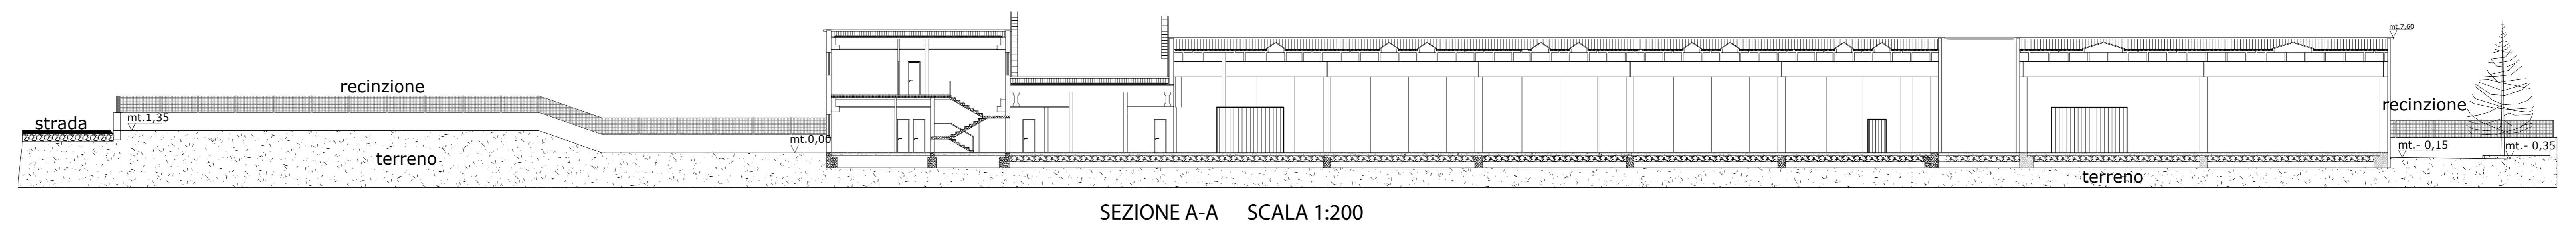 mt.7,60
recinzione
recinzione
strada
mt.1,35
mt.0,00
mt.- 0,15
mt.- 0,35
terreno
terreno
SEZIONE A-A SCALA 1:200